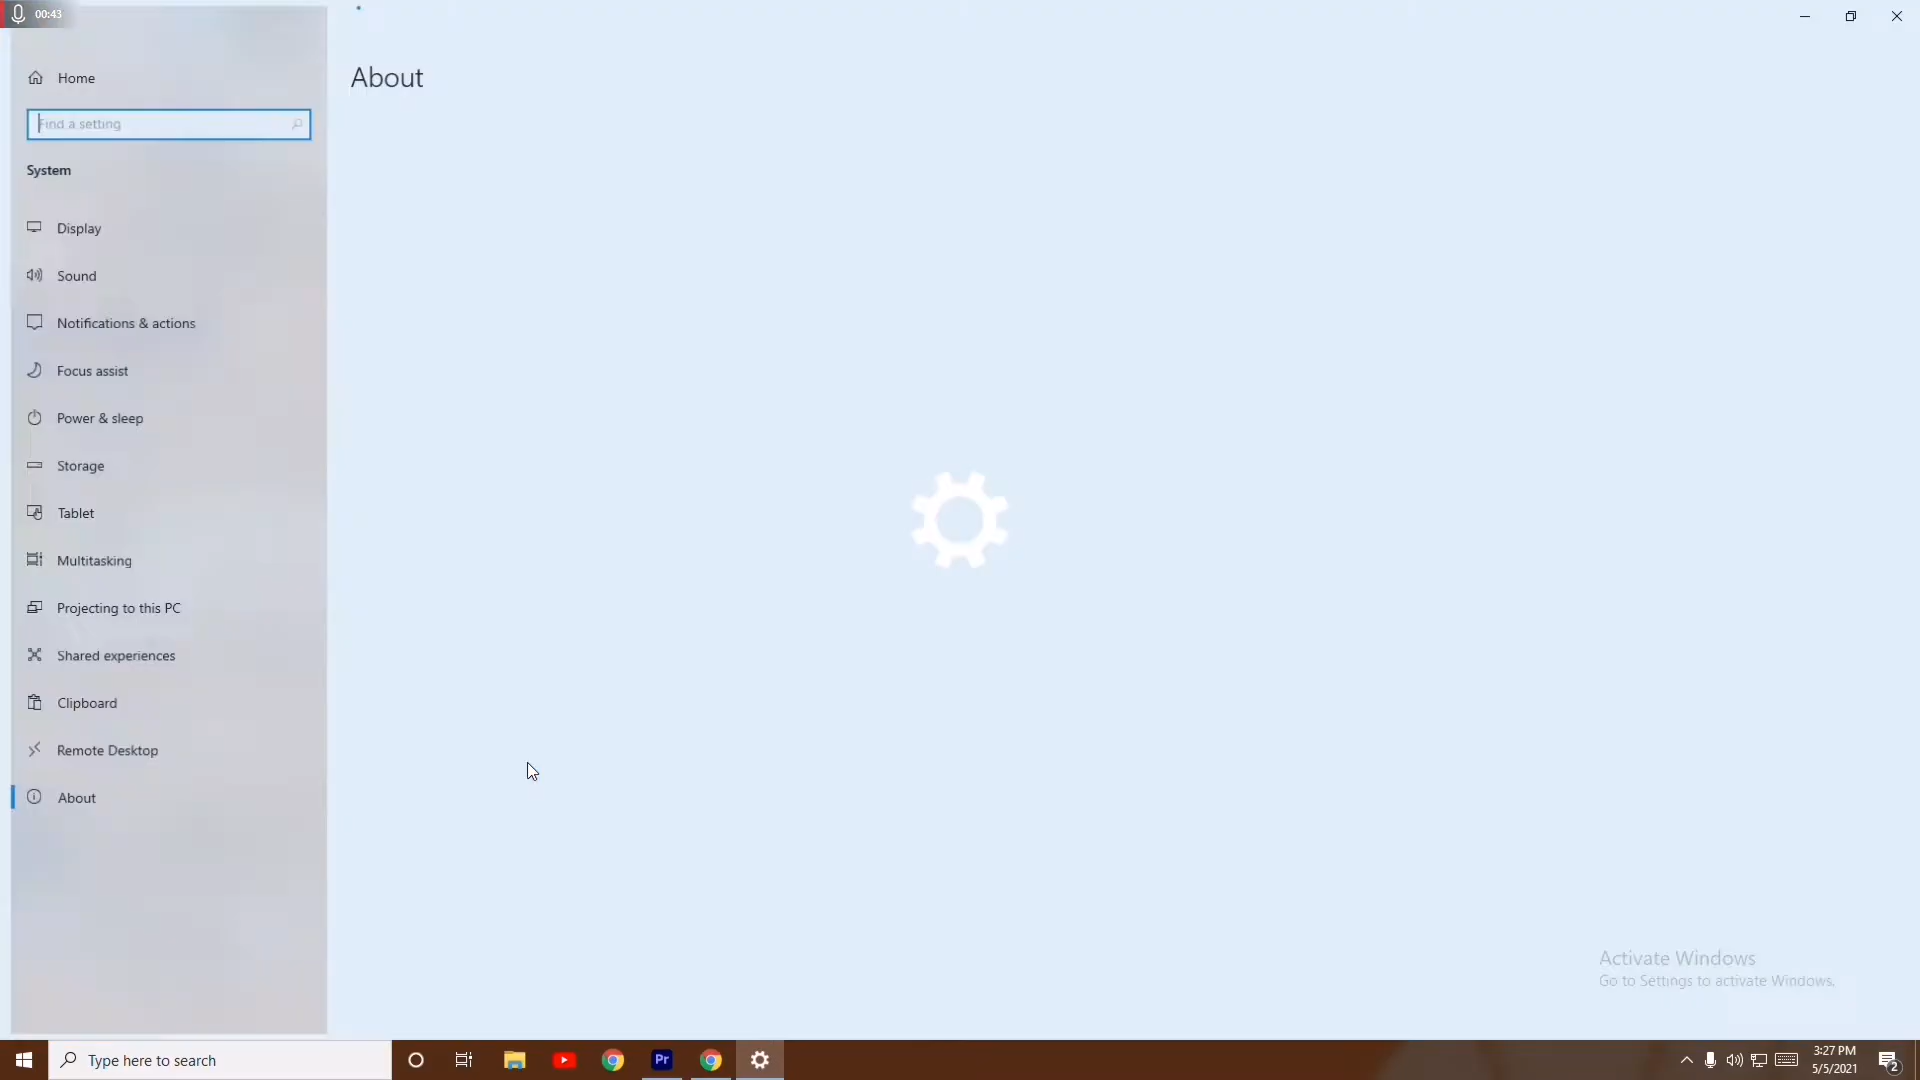 00:43
Home
About
Find a setting
System
Display
Sound
Notifications & actions
Focus assist
Power & sleep
Storage
Tablet
Multitasking
Projecting to this PC
Shared experiences
Clipboard
Remote Desktop
About
Activate Windows
Go to Settings to activate Windows.
Type here to search
Pr
3:27 PM
5/5/2021
2